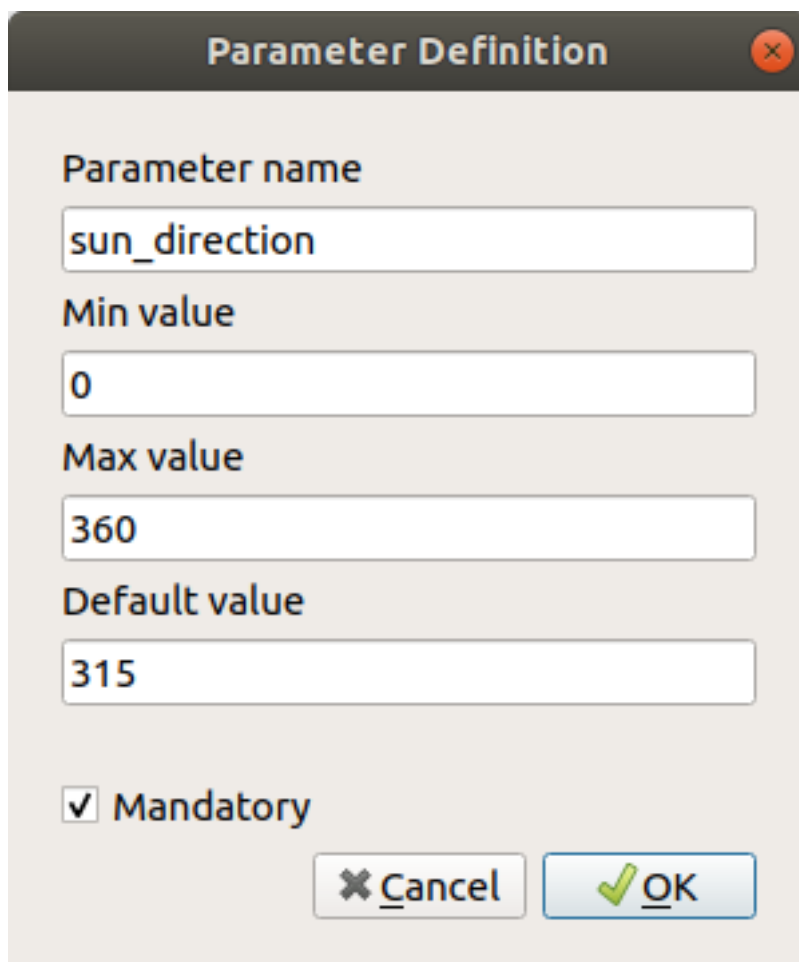 Parameter Definition
Parameter name
sun_direction
Min value
0
Max value
360
Default value
315
Mandatory
Cancel OK